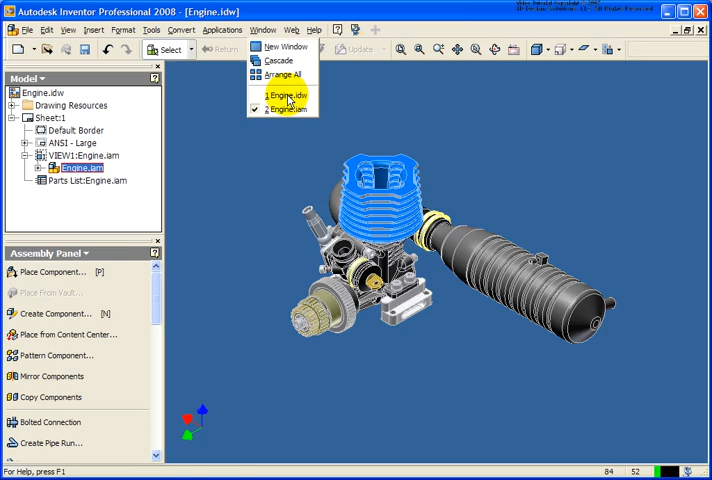 Autodesk Inventor Professional 2008 - [Engine.idw]
File Edit View Insert Format Tools Convert Applications Window Web Help
Select Return Update
New Window
Cascade
Arrange All
1 Engine.idw
2 Engine.iam
Model
Engine.idw
Drawing Resources
Sheet:1
Default Border
ANSI - Large
VIEW1:Engine.iam
Engine.iam
Parts List:Engine.iam
Assembly Panel
Place Component... [P]
Place From Vault...
Create Component... [N]
Place from Content Center...
Pattern Component...
Mirror Components
Copy Components
Bolted Connection
Create Pipe Run...
For Help, press F1
84 52